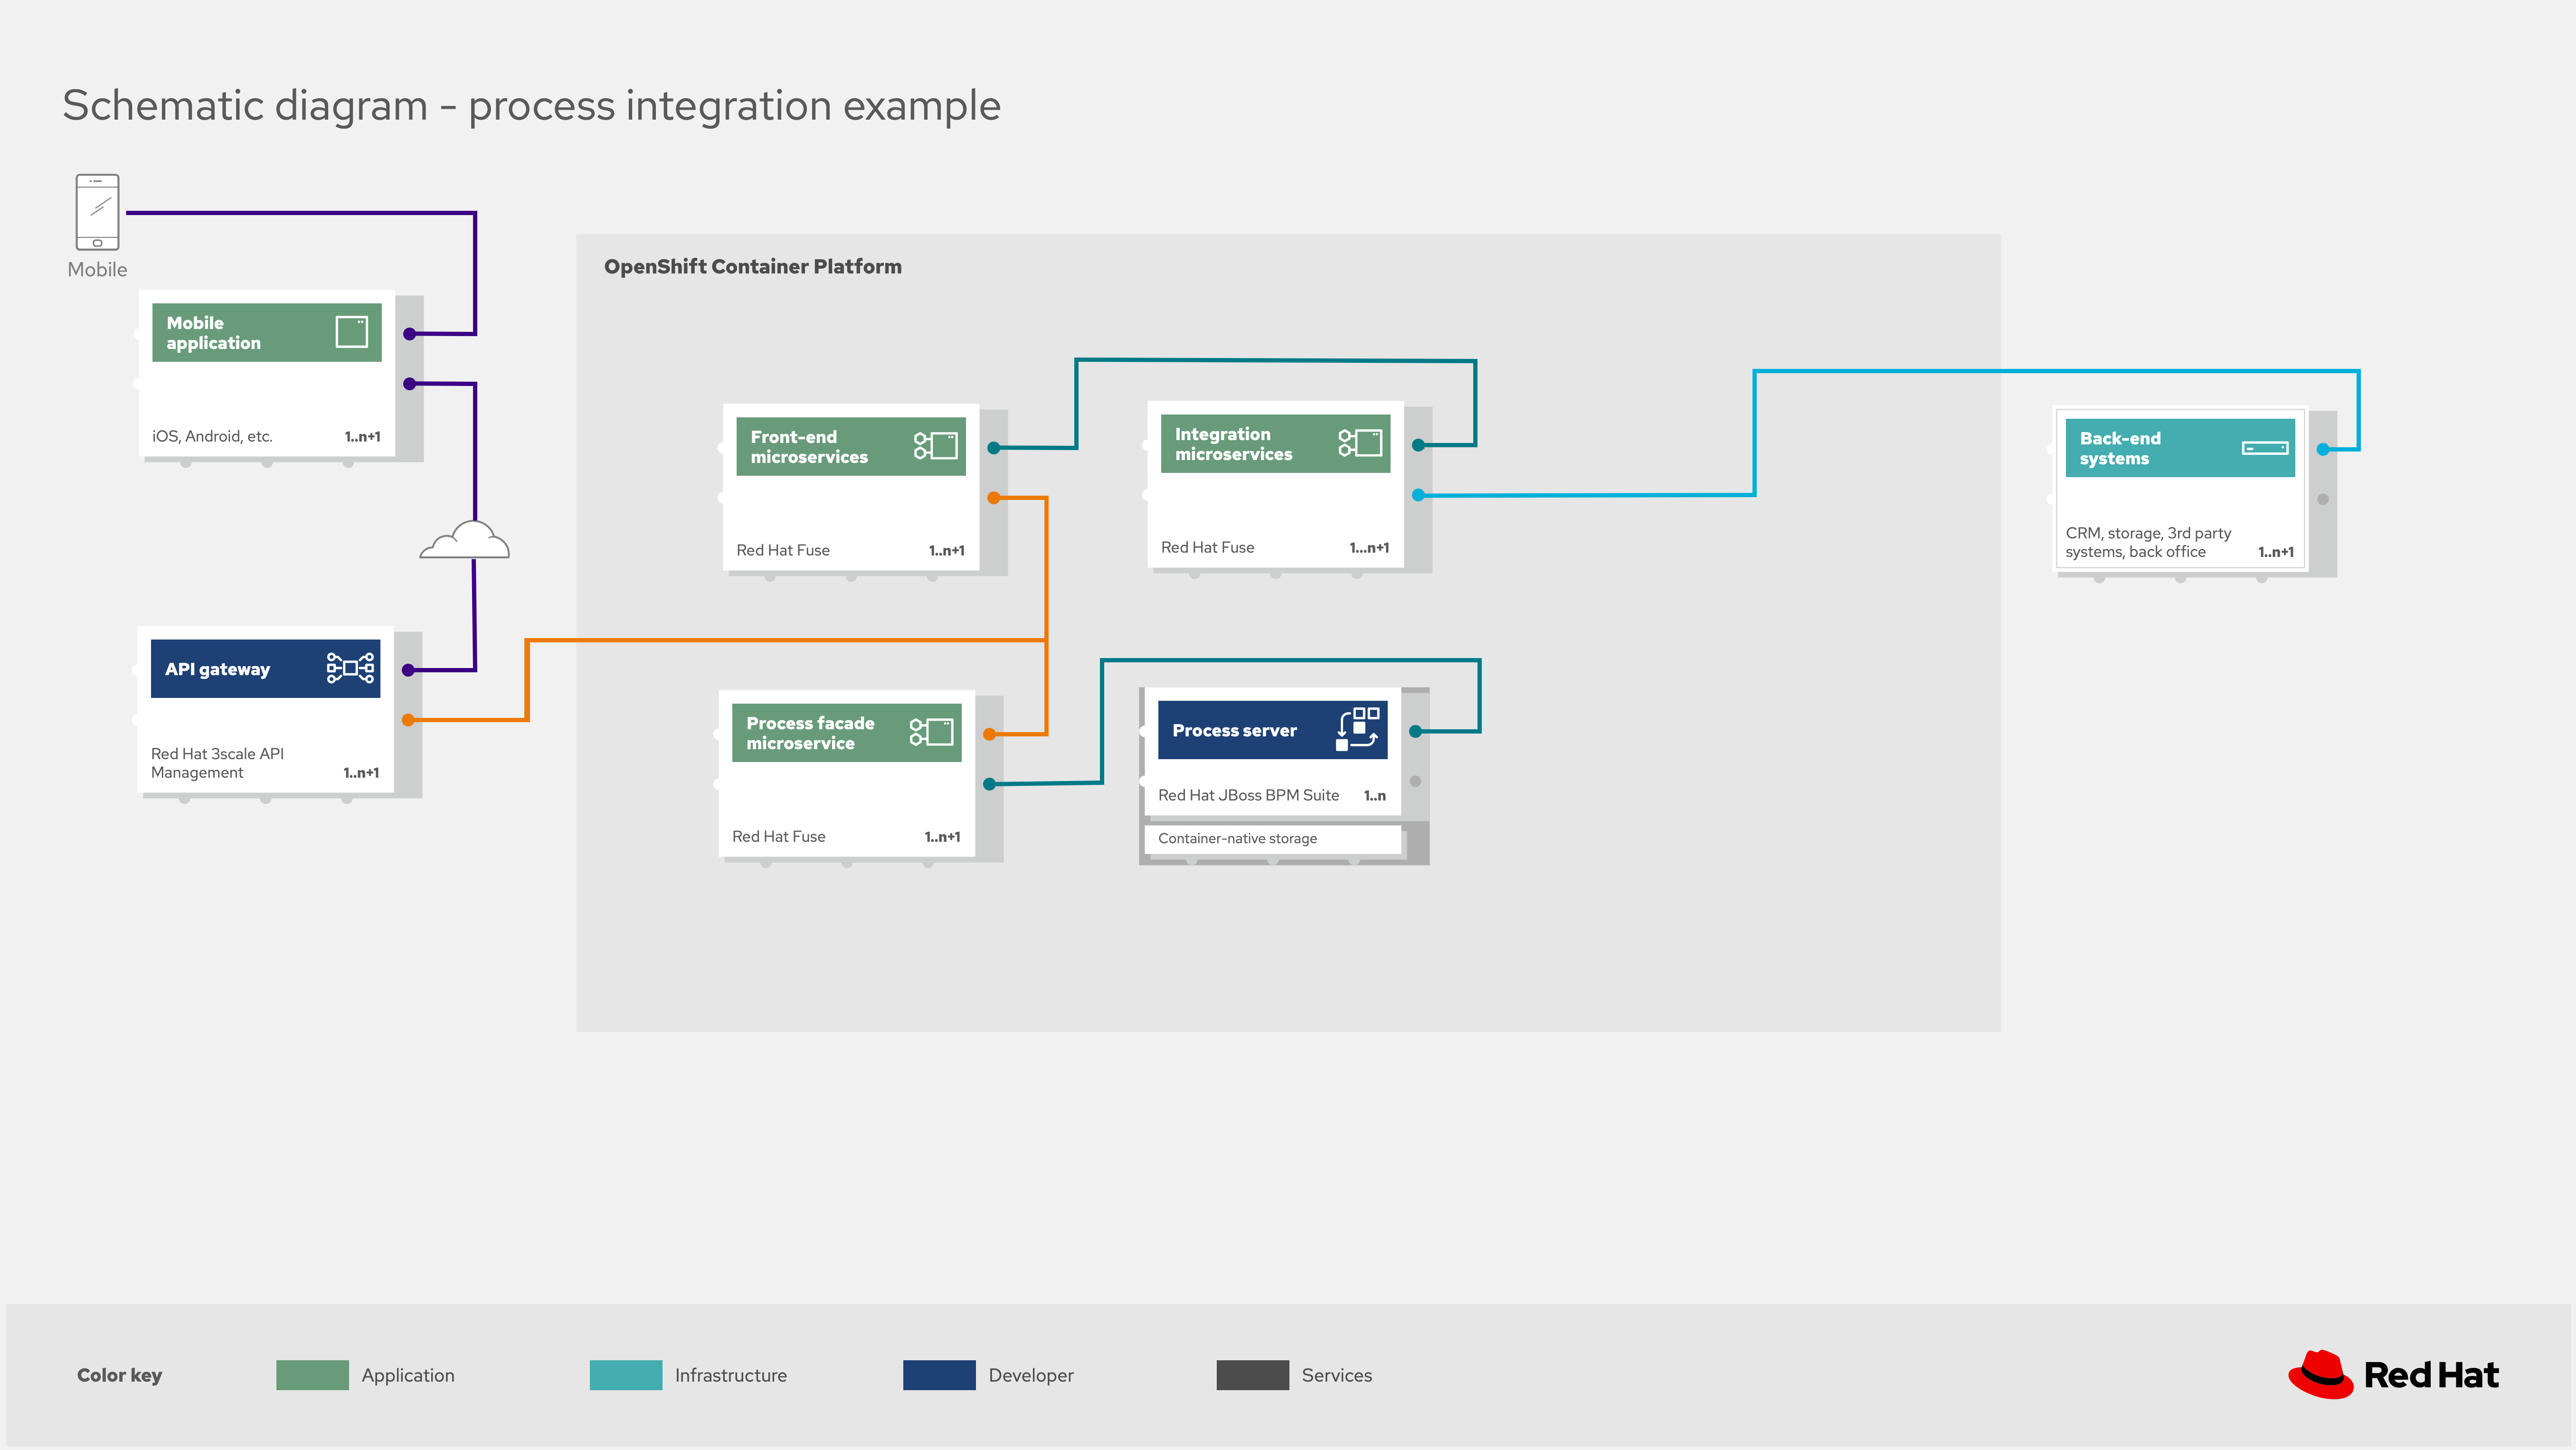 Schematic diagram - process integration example
Mobile
OpenShift Container Platform
Mobile
application
iOS, Android, etc. 1..n+1
Front-end
microservices
Red Hat Fuse 1..n+1
Integration
microservices
Red Hat Fuse 1...n+1
Back-end
systems
CRM, storage, 3rd party
systems, back office 1..n+1
API gateway
Red Hat 3scale API
Management 1..n+1
Process facade
microservice
Red Hat Fuse 1..n+1
Process server
Red Hat JBoss BPM Suite 1..n
Container-native storage
Color key Application Infrastructure Developer Services
Red Hat